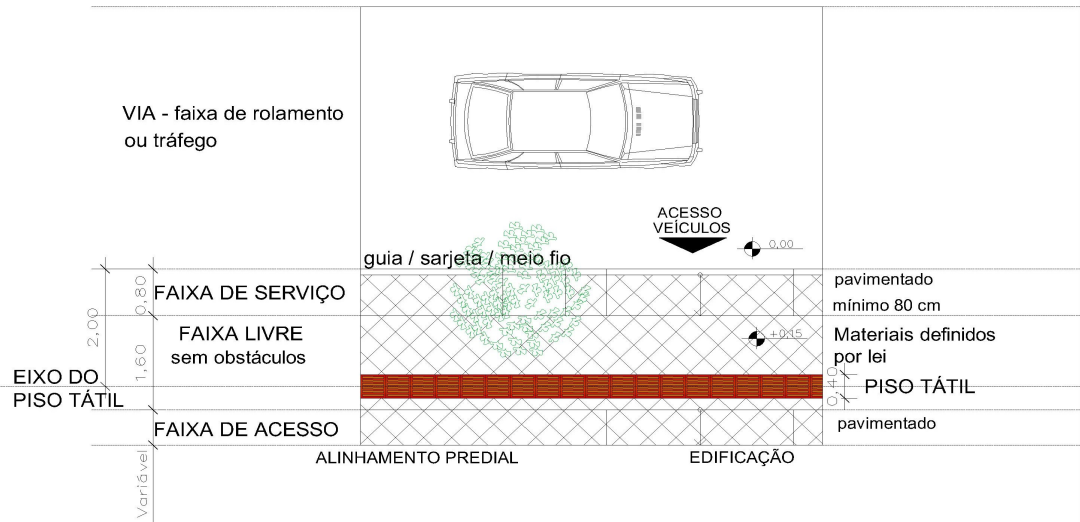 VIA - faixa de rolamento
ou tráfego
ACESSO
VEÍCULOS
0,00
guia / sarjeta / meio fio
0,80
FAIXA DE SERVIÇO
pavimentado
mínimo 80 cm
2,00
FAIXA LIVRE
sem obstáculos
1,60
+0,15
Materiais definidos
por lei
EIXO DO
PISO TÁTIL
0,40
PISO TÁTIL
FAIXA DE ACESSO
pavimentado
Variável
ALINHAMENTO PREDIAL
EDIFICAÇÃO